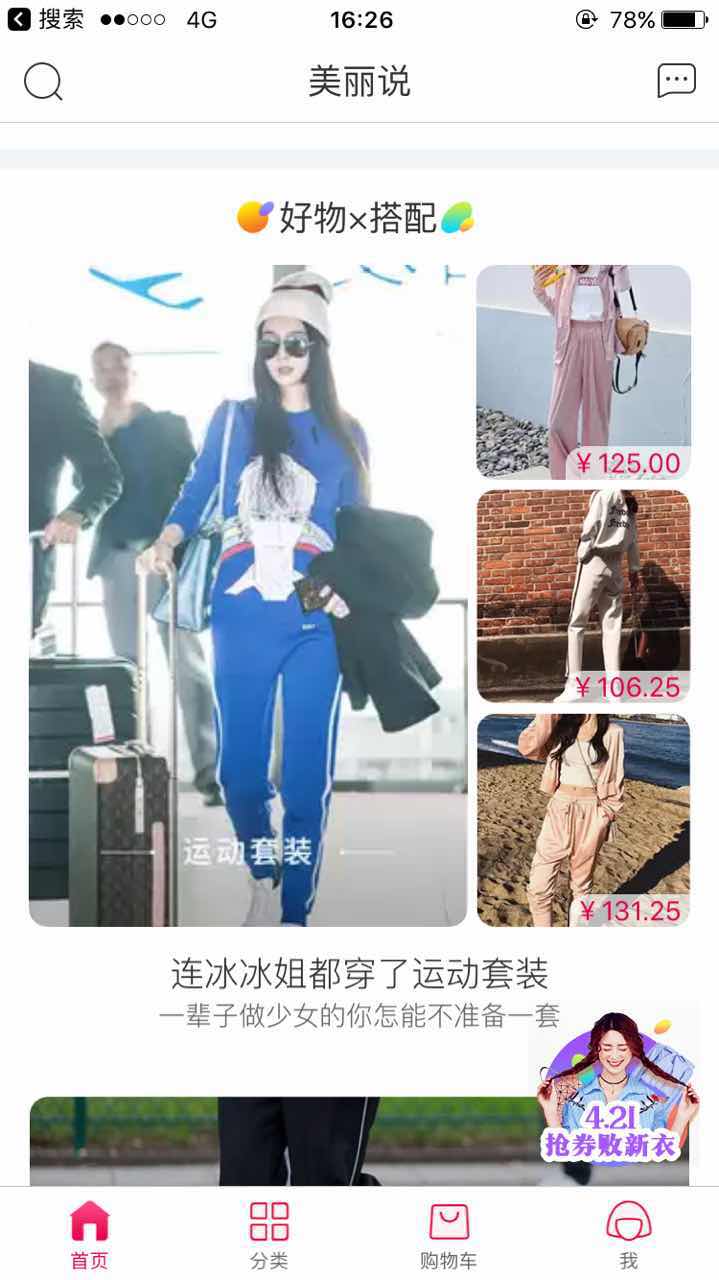 搜索 4G 16:26 78%
美丽说
好物×搭配
¥125.00
¥106.25
¥131.25
运动套装
连冰冰姐都穿了运动套装
一辈子做少女的你怎能不准备一套
4.21
抢券败新衣
首页 分类 购物车 我